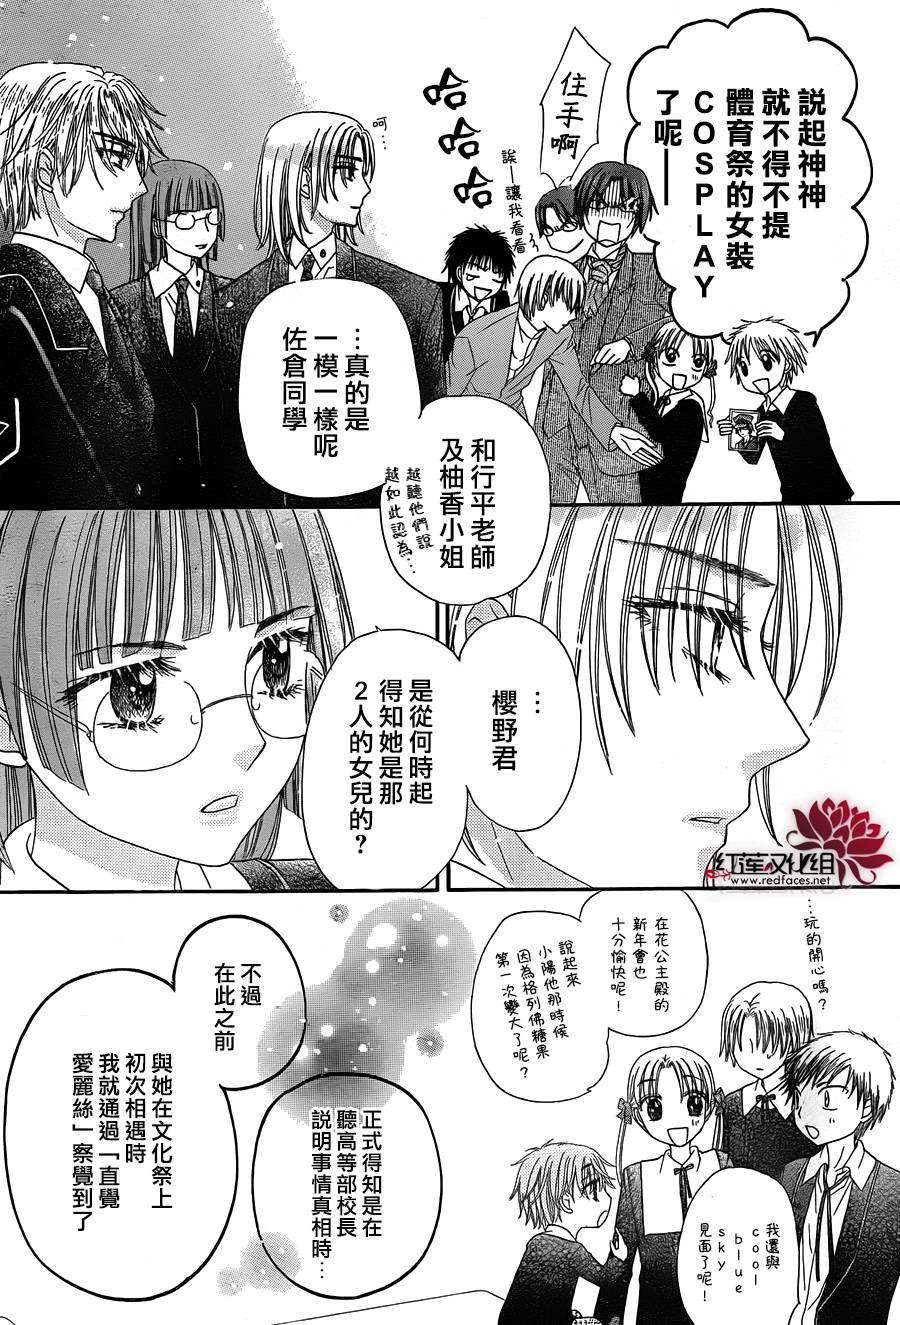 說起神神
就不得不提
體育祭的女裝
COSPLAY
了呢——
住手啊
哈哈哈
誒—讓我看看
呵…
…真的是
一模一樣呢
佐倉同學
和行平老師
及柚香小姐
越聽他們說
越如此認為…
…
櫻野君
是從何時起
得知她是那
2人的女兒的？
紅蓮汉化組
www.redfaces.net
…玩的開心嗎？
在花公主殿的
新年會也
十分愉快呢！
說起來
小陽他那時候
因為格列佛糖果
第一次變大了呢？
我還與
cool
blue
sky
見面了呢！
正式得知是在
聽高等部校長
説明事情真相時…
不過
在此之前
與她在文化祭上
初次相遇時
我就通過「直覺
愛麗絲」察覺到了